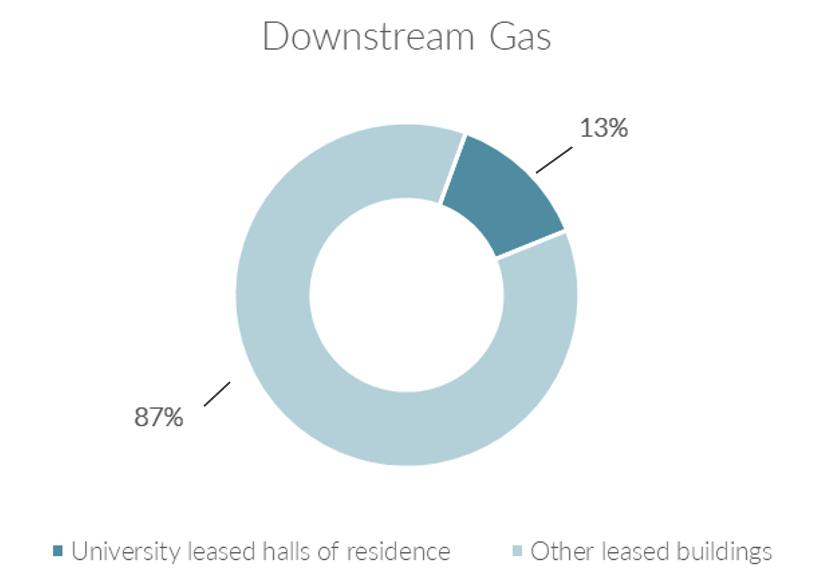 Downstream Gas
13%
87%
University leased halls of residence
Other leased buildings